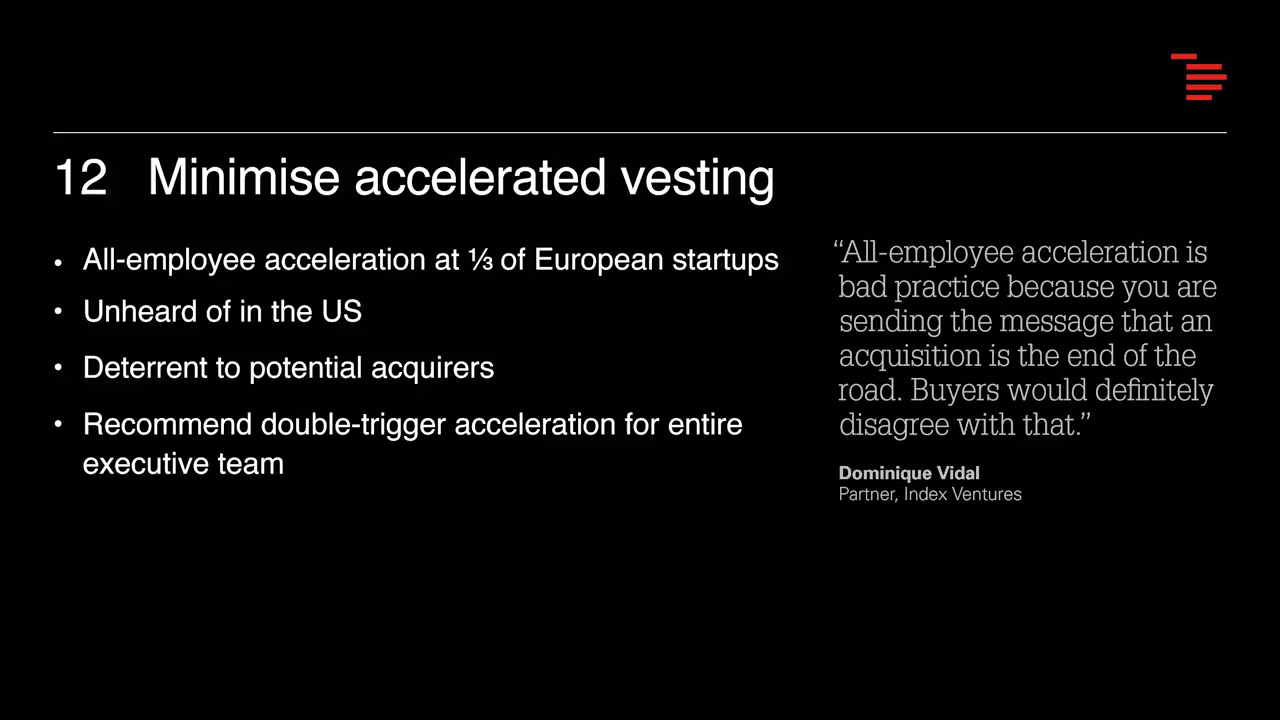 12 Minimise accelerated vesting
• All-employee acceleration at ⅓ of European startups
• Unheard of in the US
• Deterrent to potential acquirers
• Recommend double-trigger acceleration for entire
executive team
“All-employee acceleration is
bad practice because you are
sending the message that an
acquisition is the end of the
road. Buyers would definitely
disagree with that.”
Dominique Vidal
Partner, Index Ventures